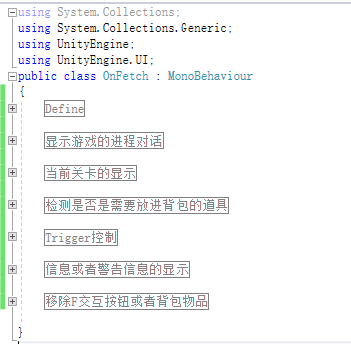 using System.Collections;
using System.Collections.Generic;
using UnityEngine;
using UnityEngine.UI;
public class OnFetch : MonoBehaviour
{
Define
显示游戏的进程对话
当前关卡的显示
检测是否是需要放进背包的道具
Trigger控制
信息或者警告信息的显示
移除F交互按钮或者背包物品
}